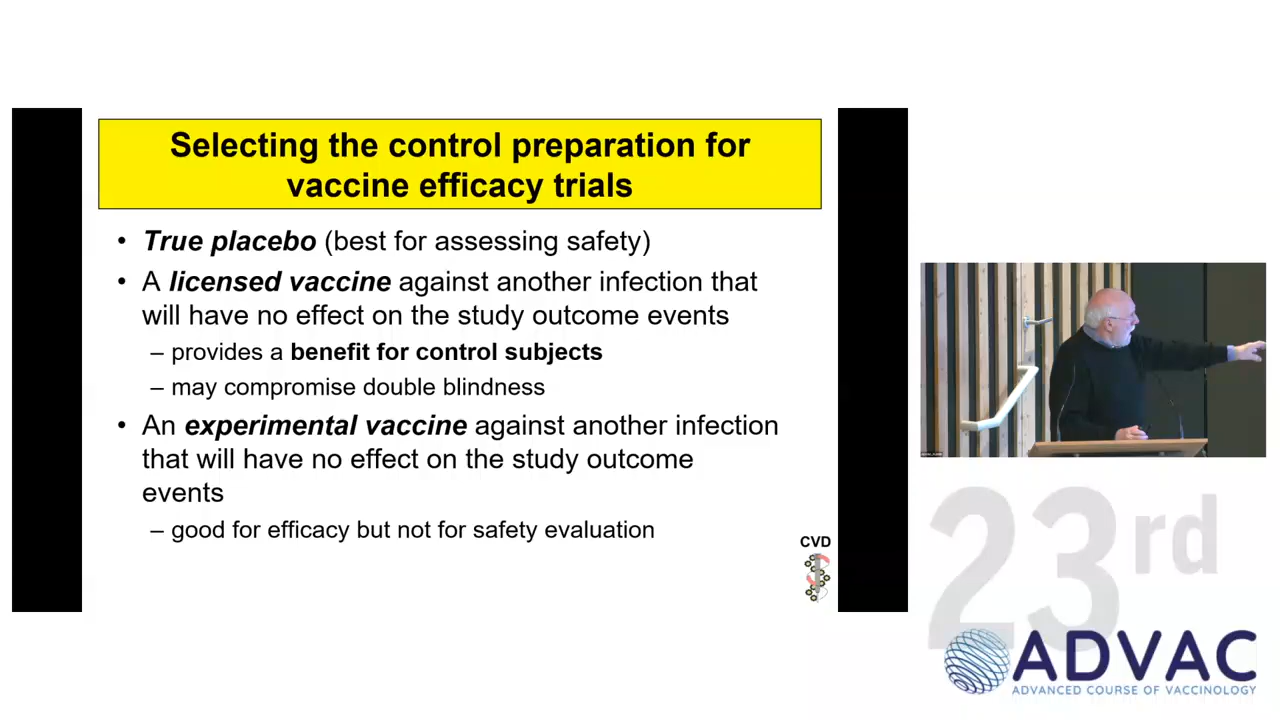 Selecting the control preparation for
vaccine efficacy trials
• True placebo (best for assessing safety)
• A licensed vaccine against another infection that
will have no effect on the study outcome events
– provides a benefit for control subjects
– may compromise double blindness
• An experimental vaccine against another infection
that will have no effect on the study outcome
events
– good for efficacy but not for safety evaluation
CVD
23rd
ADVAC
ADVANCED COURSE OF VACCINOLOGY